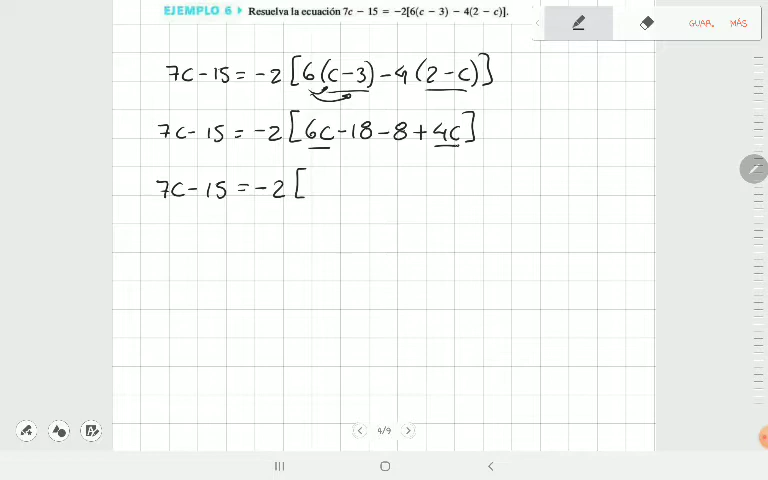 EJEMPLO 6 Resuelva la ecuación 7c − 15 = −2[6(c − 3) − 4(2 − c)].
GUAR. MÁS
7c − 15 = −2 [6(c − 3) − 4(2 − c)]
7c − 15 = −2 [6c − 18 − 8 + 4c]
7c − 15 = −2 [
4/9